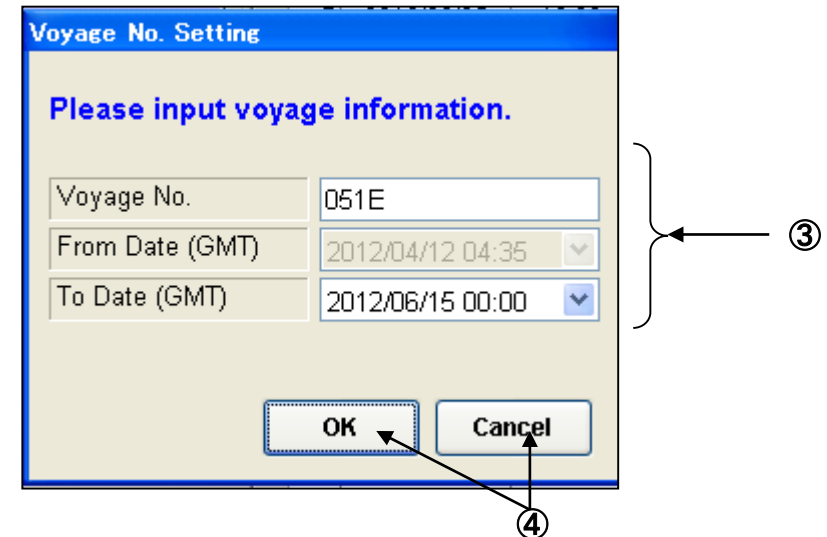 Voyage No. Setting
Please input voyage information.
Voyage No. 051E
From Date (GMT) 2012/04/12 04:35
③
To Date (GMT) 2012/06/15 00:00
OK Cancel
④